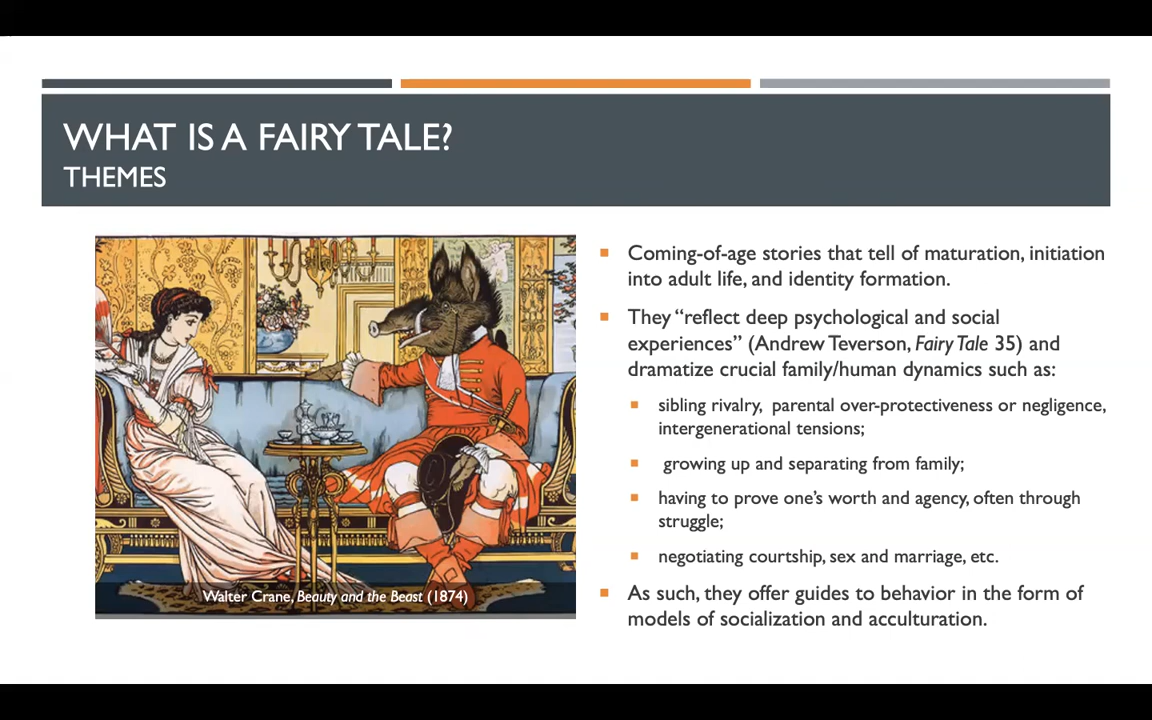 WHAT IS A FAIRY TALE?
THEMES
Coming-of-age stories that tell of maturation, initiation
into adult life, and identity formation.
They “reflect deep psychological and social
experiences” (Andrew Teverson, Fairy Tale 35) and
dramatize crucial family/human dynamics such as:
sibling rivalry, parental over-protectiveness or negligence,
intergenerational tensions;
growing up and separating from family;
having to prove one’s worth and agency, often through
struggle;
negotiating courtship, sex and marriage, etc.
As such, they offer guides to behavior in the form of
models of socialization and acculturation.
Walter Crane, Beauty and the Beast (1874)